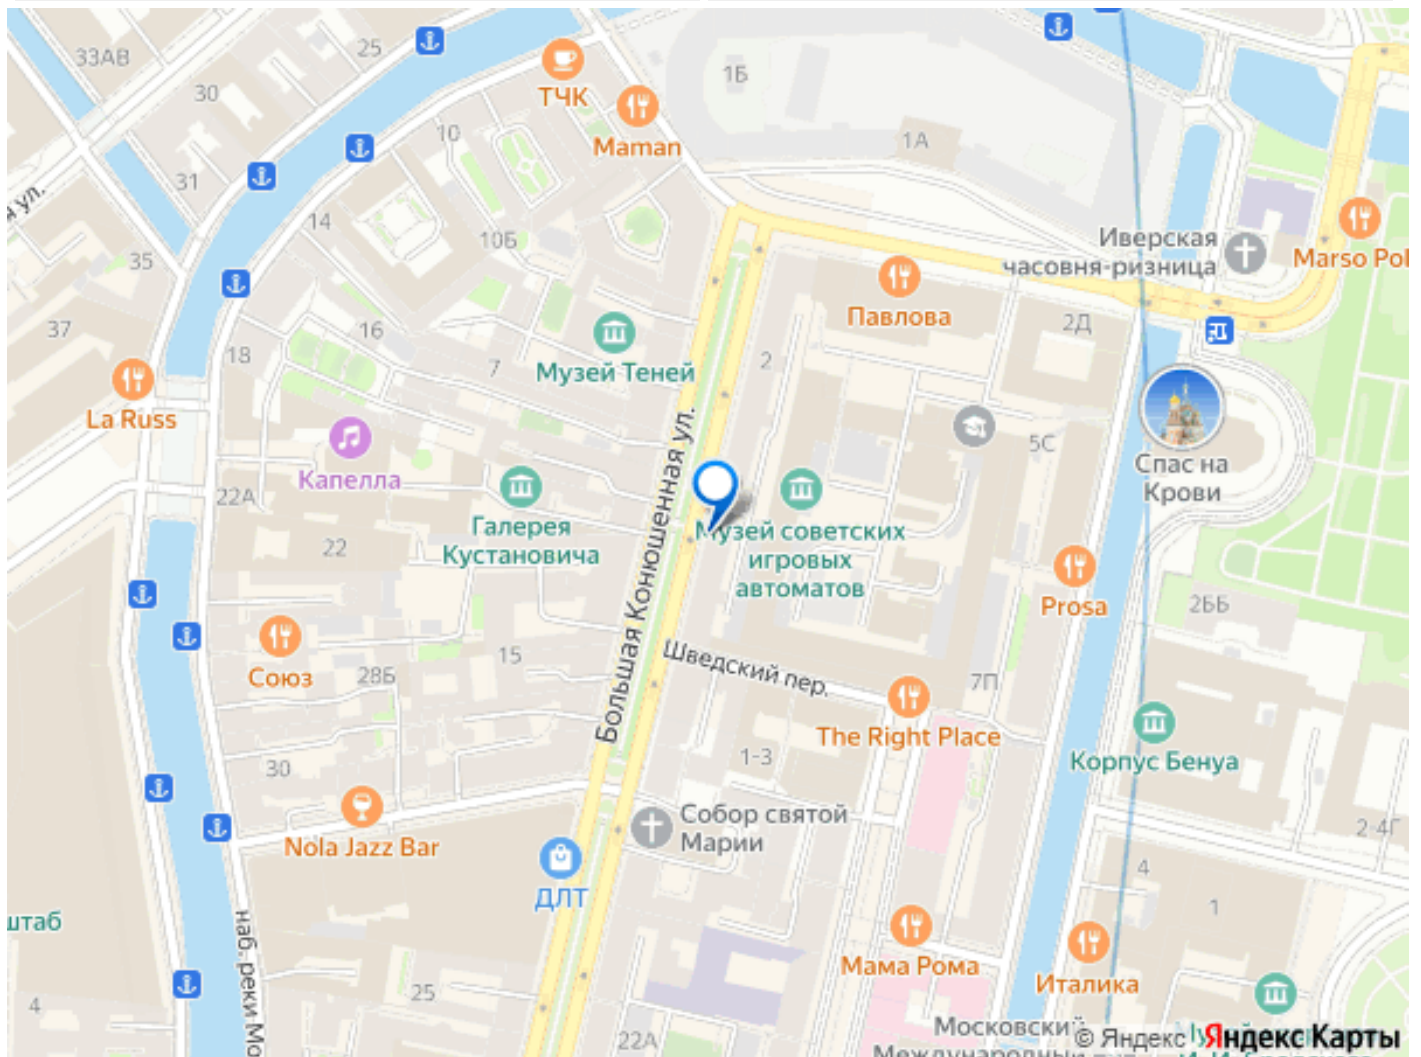 33АВ
25
30
ТЧК
Maman
1Б
10
1А
31
я ул.
14
35
10Б
Иверская
часовня-ризница
Marso Pol
Павлова
2Д
37
16
18
7
Музей Теней
2
La Russ
Капелла
5С
Спас на
Крови
22А
Галерея
Кустановича
Большая Конюшенная ул.
Музей советских
игровых
автоматов
22
Prosa
2ББ
Союз
28Б
15
Шведский пер.
7П
The Right Place
1-3
Корпус Бенуа
30
Nola Jazz Bar
Собор святой
Марии
2-4Г
ДЛТ
4
1
штаб
наб. реки Мо
Мама Рома
Италика
4
25
22А
Московский
© Яндекс
Яндекс Карты